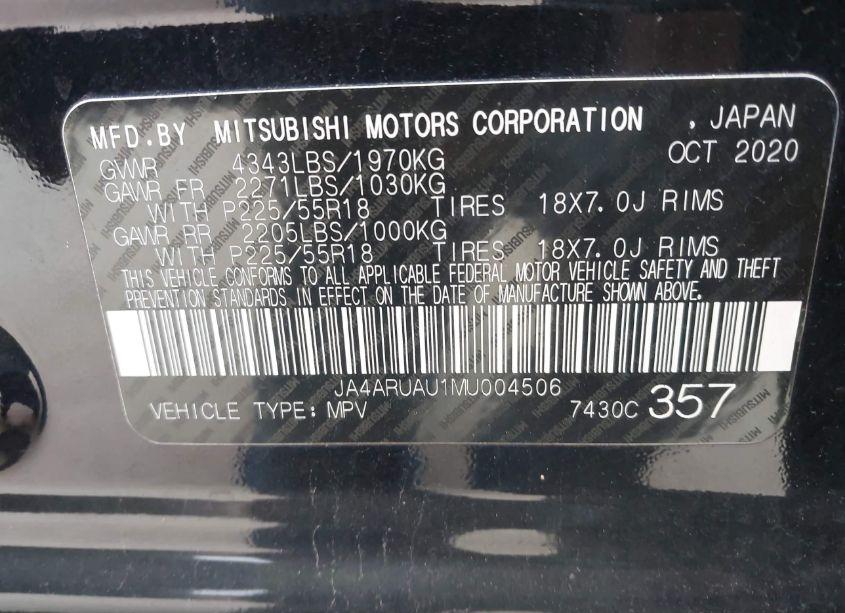 MFD.BY MITSUBISHI MOTORS CORPORATION , JAPAN
GVWR 4343LBS/1970KG OCT 2020
GAWR FR 2271LBS/1030KG
WITH P225/55R18 TIRES 18X7.0J RIMS
GAWR RR 2205LBS/1000KG
WITH P225/55R18 TIRES 18X7.0J RIMS
THIS VEHICLE CONFORMS TO ALL APPLICABLE FEDERAL MOTOR VEHICLE SAFETY AND THEFT
PREVENTION STANDARDS IN EFFECT ON THE DATE OF MANUFACTURE SHOWN ABOVE.
JA4ARUAU1MU004506
VEHICLE TYPE: MPV 7430C 357